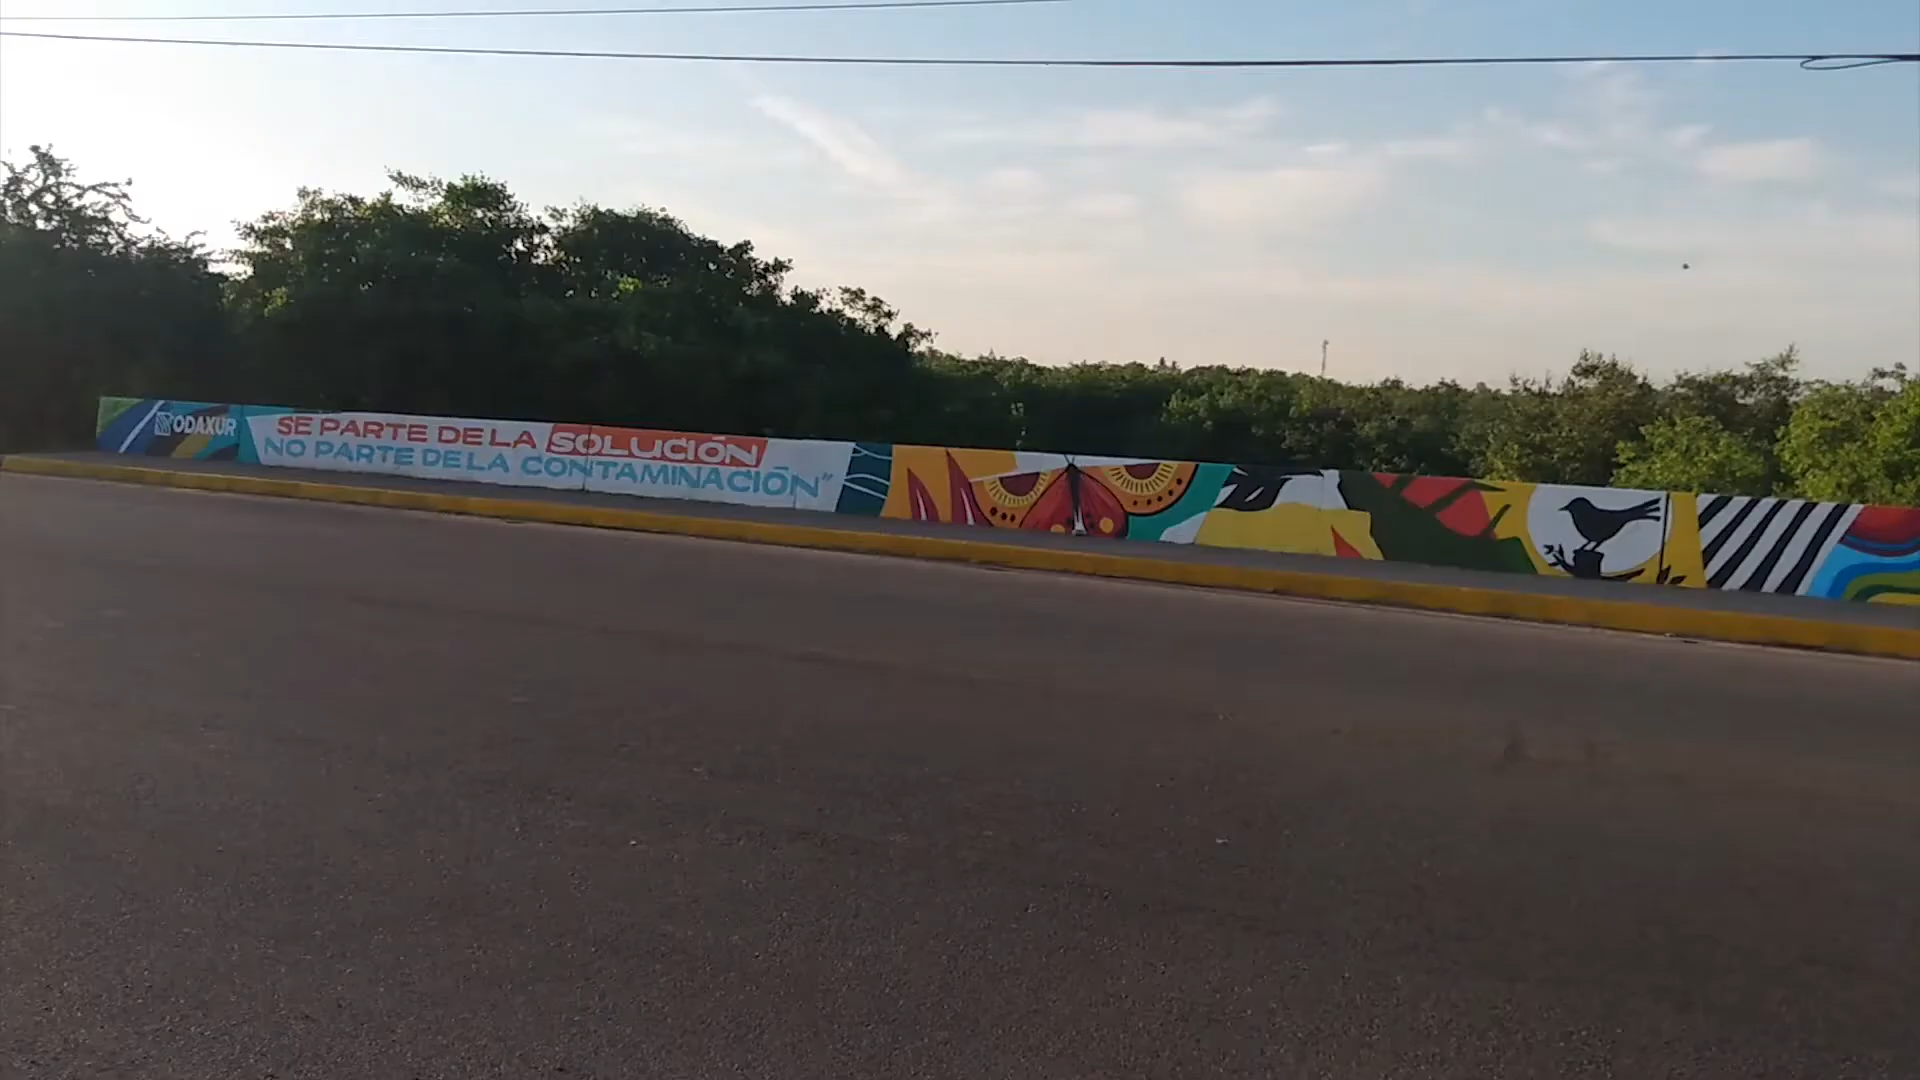 ODAXUR
SE PARTE DE LA SOLUCIÓN
NO PARTE DE LA CONTAMINACIÓN"